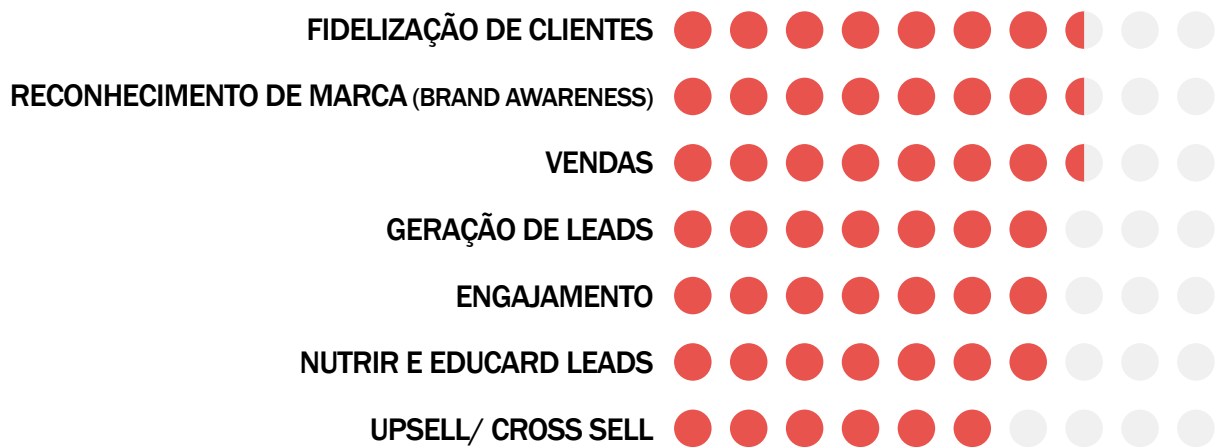 FIDELIZAÇÃO DE CLIENTES
RECONHECIMENTO DE MARCA (BRAND AWARENESS)
VENDAS
GERAÇÃO DE LEADS
ENGAJAMENTO
NUTRIR E EDUCARD LEADS
UPSELL/ CROSS SELL